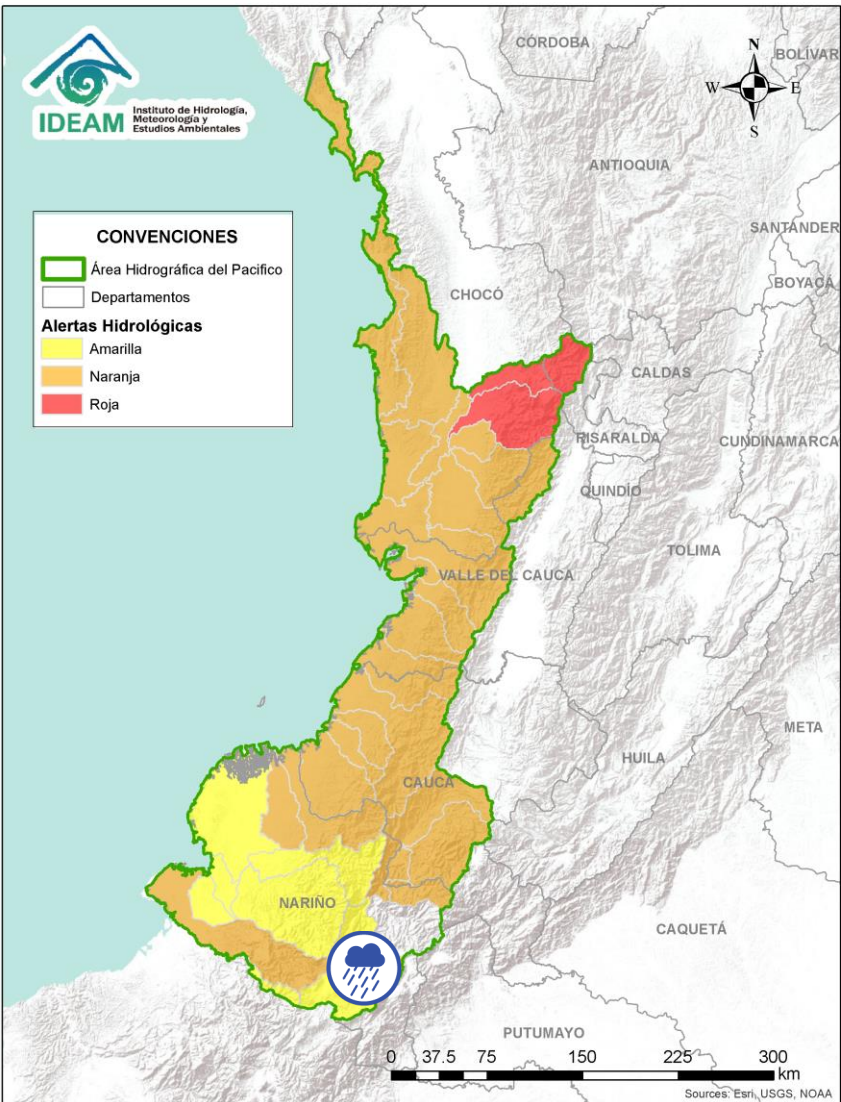 IDEAM
Instituto de Hidrología,
Meteorología y
Estudios Ambientales
N
W
E
S
CÓRDOBA
BOLIVAR
ANTIOQUIA
SANTANDER
BOYACÁ
CHOCÓ
CALDAS
RISARALDA
CUNDINAMARCA
QUINDÍO
TOLIMA
VALLE DEL CAUCA
META
HUILA
CAUCA
NARIÑO
CAQUETÁ
PUTUMAYO
CONVENCIONES
Área Hidrográfica del Pacifico
Departamentos
Alertas Hidrológicas
Amarilla
Naranja
Roja
0 37.5 75 150 225 300
km
Sources: Esri, USGS, NOAA